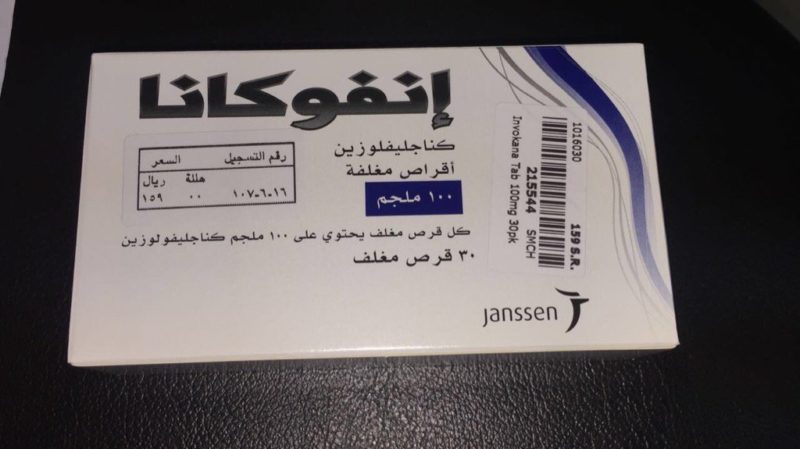 إنفوكانا
كناجليفلوزين
أقراص مغلفة
١٠٠ ملجم
رقم التسجيل السعر
هللة ريال
١٦-٦-١٠٧ ٠٠ ١٥٩
كل قرص مغلف يحتوي على ١٠٠ ملجم كناجليفولوزين
٣٠ قرص مغلف
1016030 159 S.R.
215544 SMCH
Invokana Tab 100mg 30pk
janssen